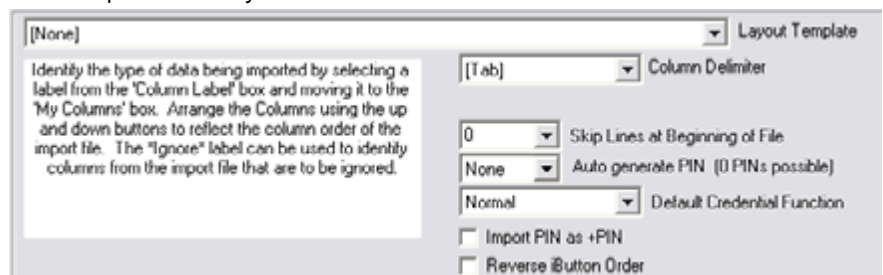 [None] Layout Template
Identify the type of data being imported by selecting a
label from the 'Column Label' box and moving it to the
'My Columns' box. Arrange the Columns using the up
and down buttons to reflect the column order of the
import file. The *Ignore* label can be used to identify
columns from the import file that are to be ignored.
[Tab] Column Delimiter
0 Skip Lines at Beginning of File
None Auto generate PIN (0 PINs possible)
Normal Default Credential Function
Import PIN as +PIN
Reverse iButton Order